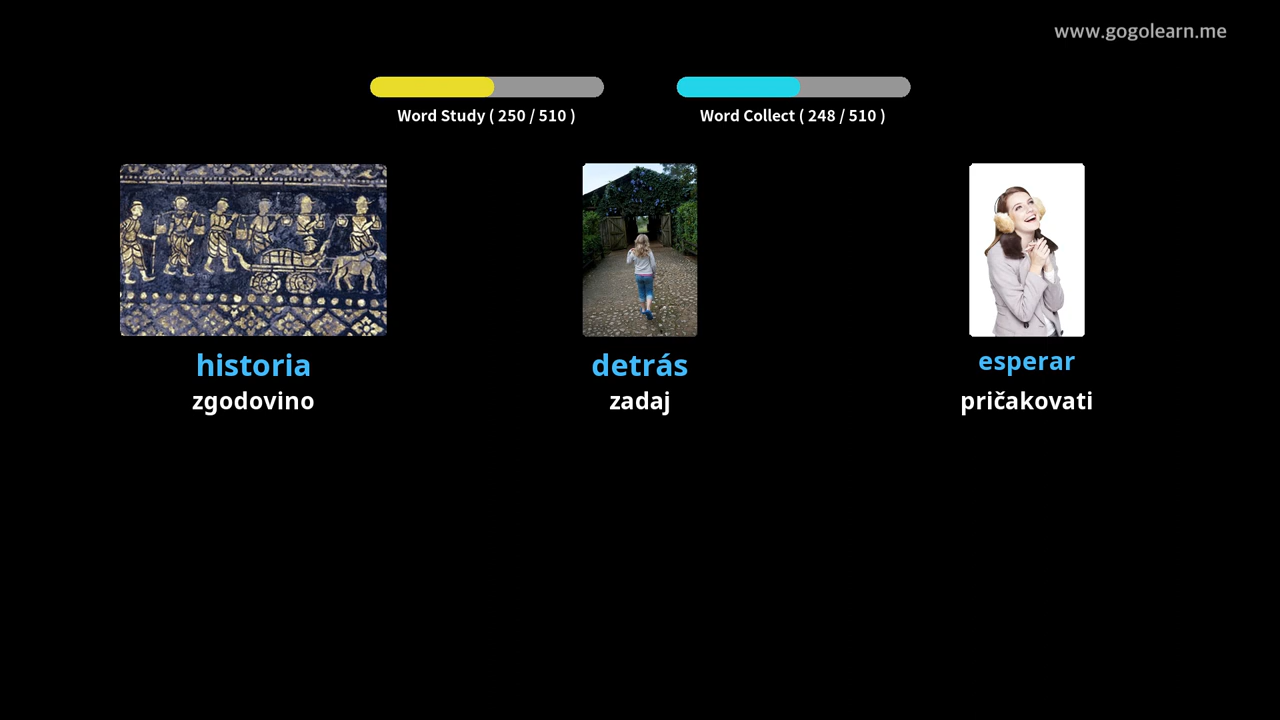 www.gogolearn.me
Word Study ( 250 / 510 )
Word Collect ( 248 / 510 )
historia
detrás
esperar
zgodovino
zadaj
pričakovati